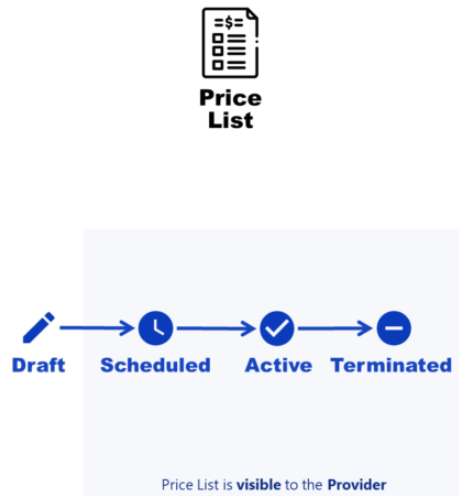 =$=
Price
List
Draft Scheduled Active Terminated
Price List is visible to the Provider